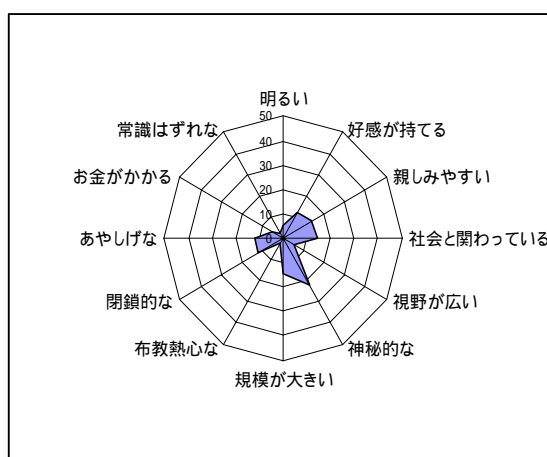 明るい
好感が持てる
親しみやすい
社会と関わっている
視野が広い
神秘的な
規模が大きい
布教熱心な
閉鎖的な
あやしげな
お金がかかる
常識はずれな
50
40
30
20
10
0